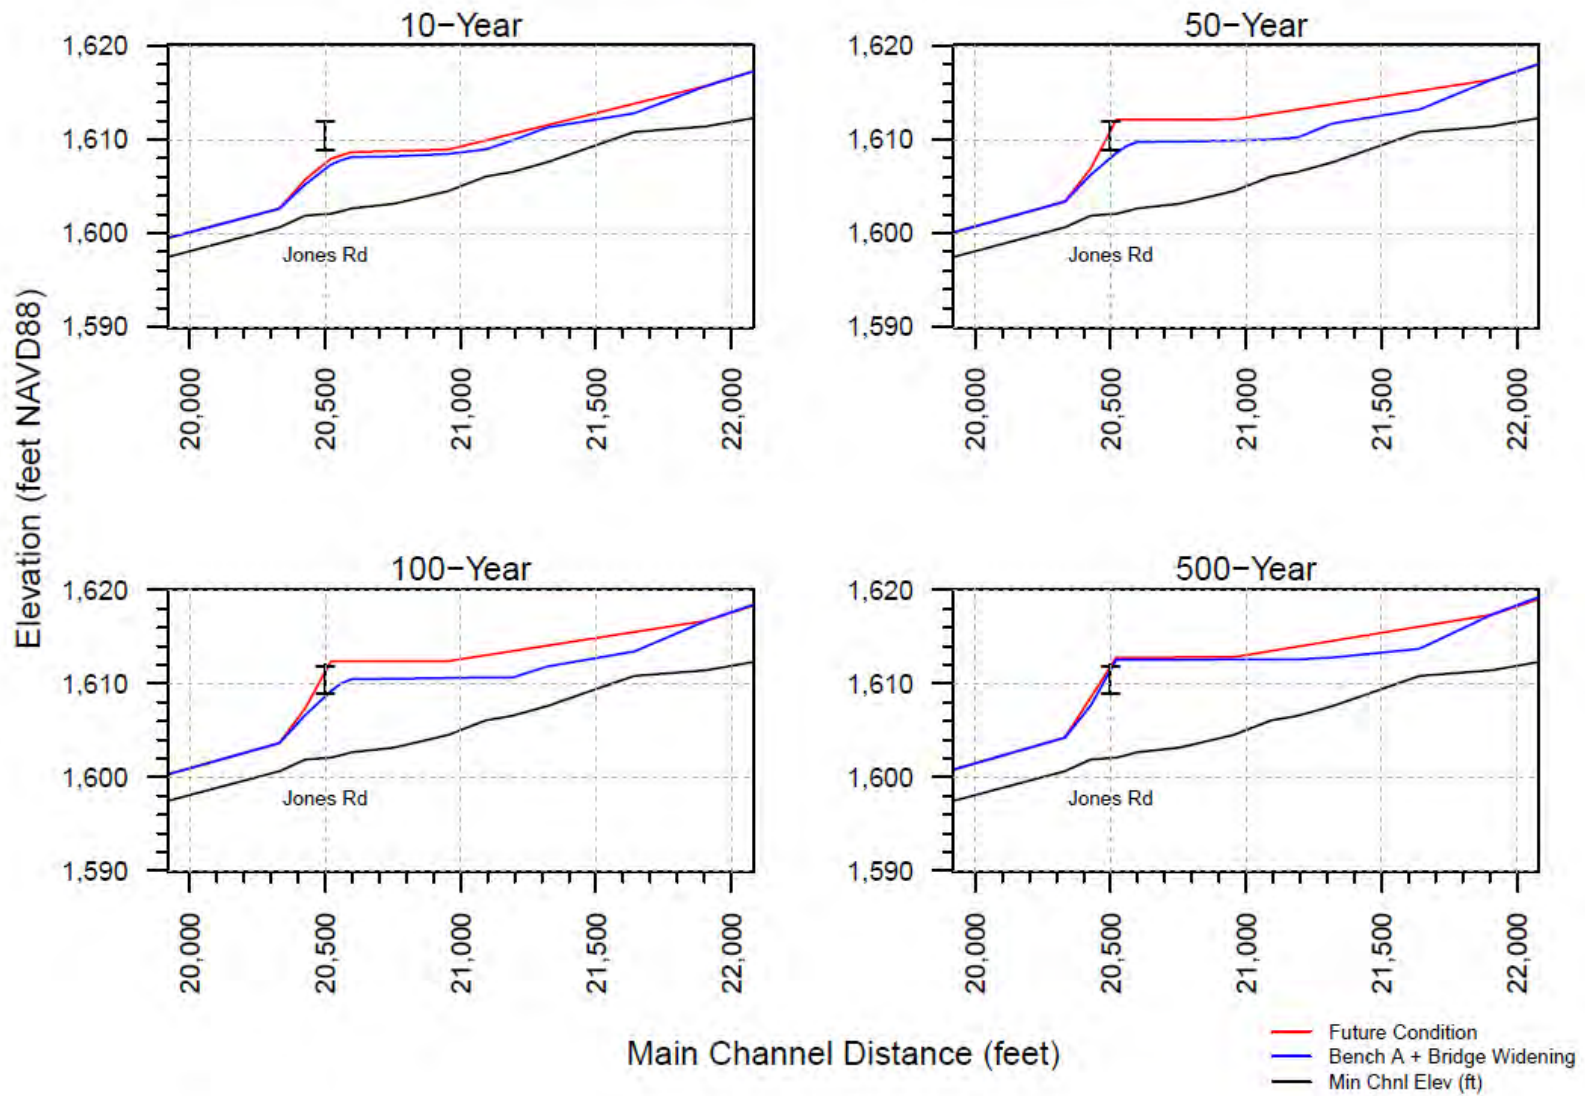 10−Year
1,620
1,610
1,600
1,590
Jones Rd
20,000
20,500
21,000
21,500
22,000
50−Year
1,620
1,610
1,600
1,590
Jones Rd
20,000
20,500
21,000
21,500
22,000
Elevation (feet NAVD88)
100−Year
1,620
1,610
1,600
1,590
Jones Rd
20,000
20,500
21,000
21,500
22,000
500−Year
1,620
1,610
1,600
1,590
Jones Rd
20,000
20,500
21,000
21,500
22,000
Main Channel Distance (feet)
Future Condition
Bench A + Bridge Widening
Min Chnl Elev (ft)